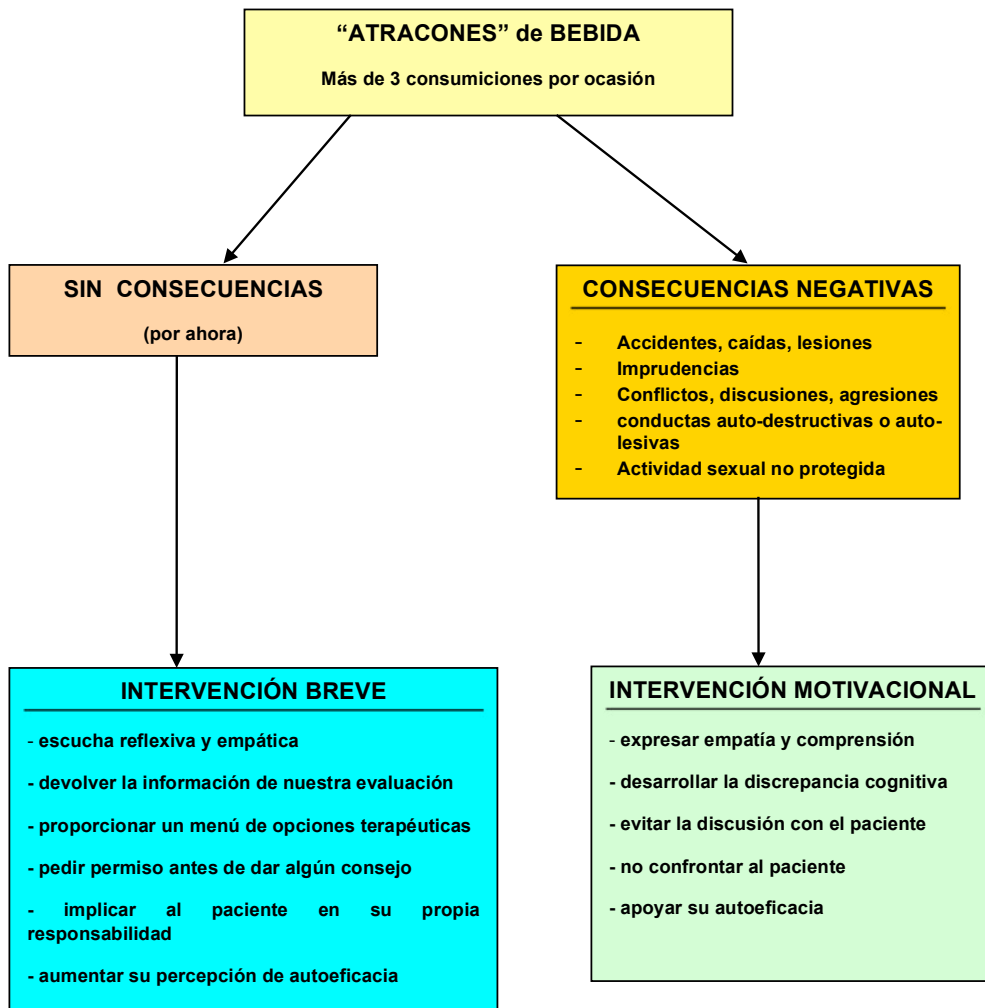 “ATRACONES” de BEBIDA
Más de 3 consumiciones por ocasión
SIN CONSECUENCIAS
(por ahora)
CONSECUENCIAS NEGATIVAS
- Accidentes, caídas, lesiones
- Imprudencias
- Conflictos, discusiones, agresiones
- conductas auto-destructivas o auto-
lesivas
- Actividad sexual no protegida
INTERVENCIÓN BREVE
- escucha reflexiva y empática
- devolver la información de nuestra evaluación
- proporcionar un menú de opciones terapéuticas
- pedir permiso antes de dar algún consejo
- implicar al paciente en su propia
responsabilidad
- aumentar su percepción de autoeficacia
INTERVENCIÓN MOTIVACIONAL
- expresar empatía y comprensión
- desarrollar la discrepancia cognitiva
- evitar la discusión con el paciente
- no confrontar al paciente
- apoyar su autoeficacia